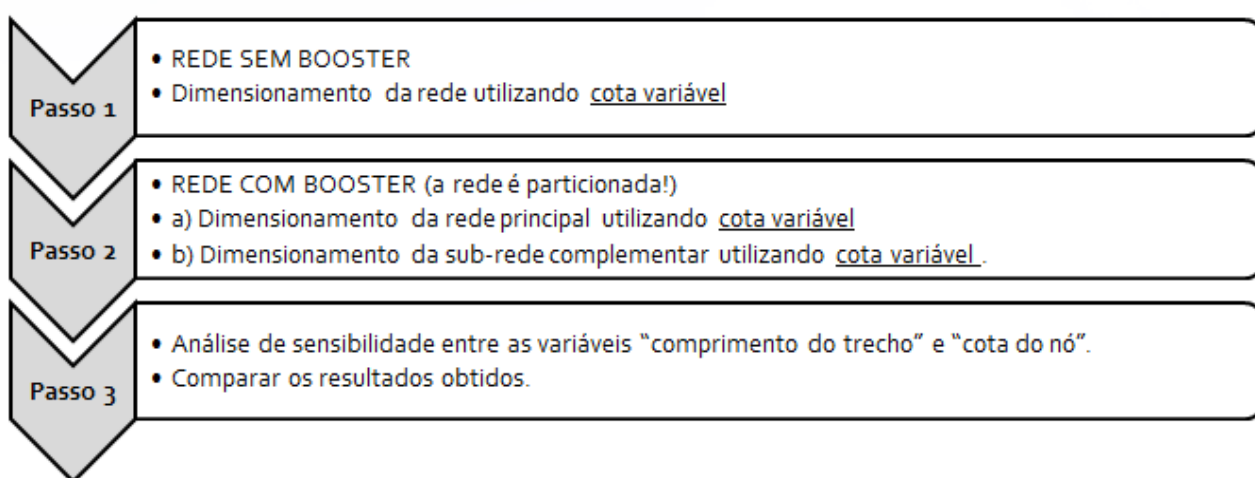 Passo 1
• REDE SEM BOOSTER
• Dimensionamento da rede utilizando cota variável
Passo 2
• REDE COM BOOSTER (a rede é particionada!)
• a) Dimensionamento da rede principal utilizando cota variável
• b) Dimensionamento da sub-rede complementar utilizando cota variável .
Passo 3
• Análise de sensibilidade entre as variáveis “comprimento do trecho” e “cota do nó”.
• Comparar os resultados obtidos.